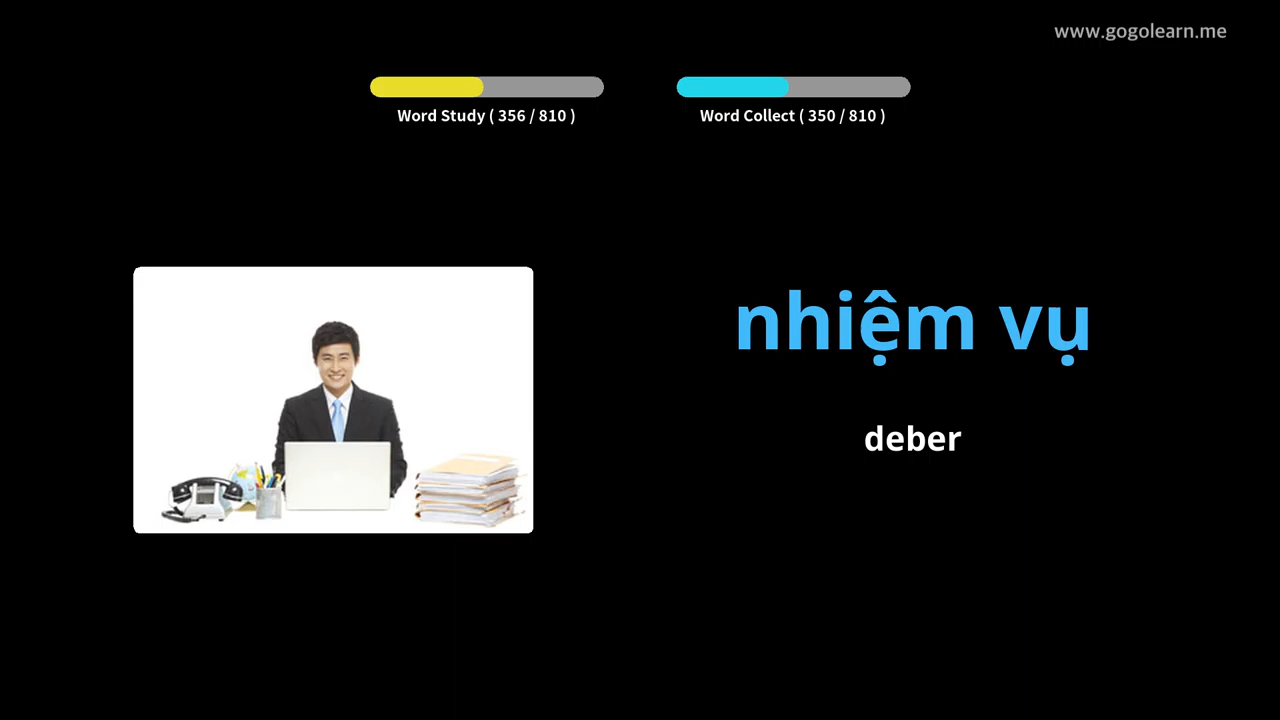 www.gogolearn.me
Word Study ( 356 / 810 )
Word Collect ( 350 / 810 )
nhiệm vụ
deber